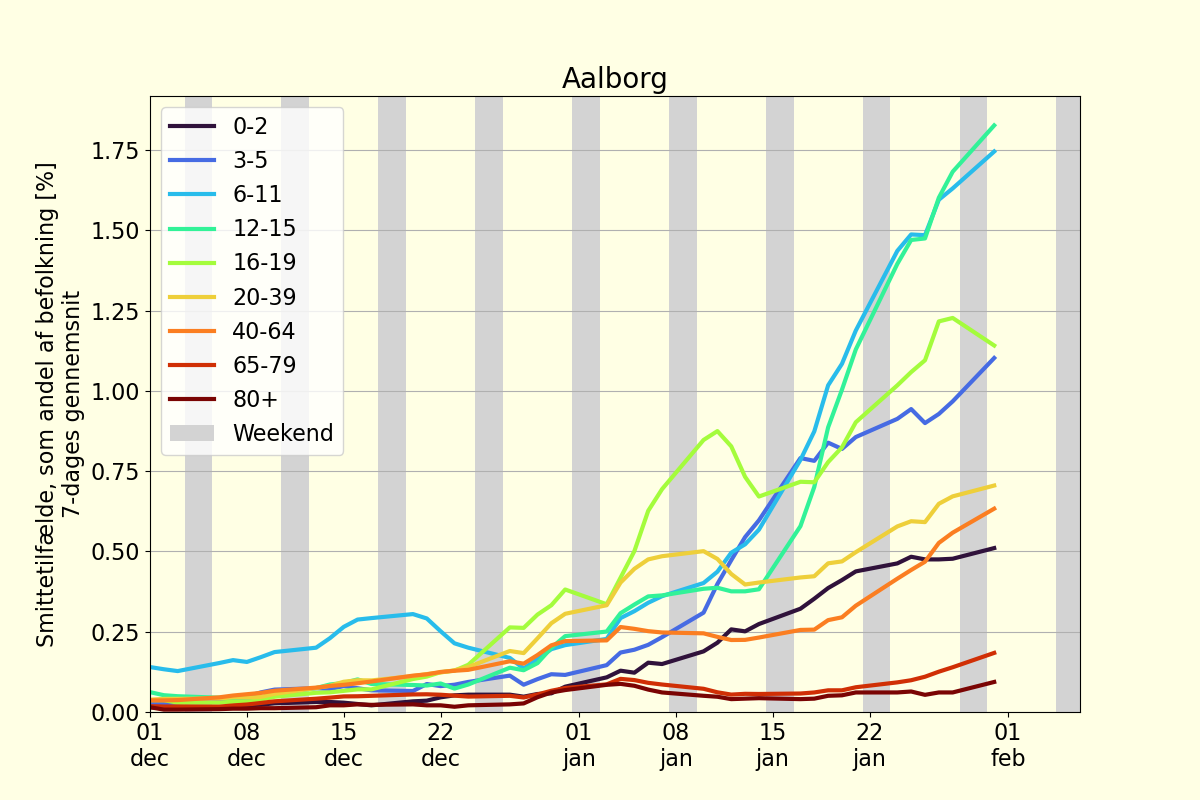 Aalborg
Smittetilfælde, som andel af befolkning [%]
7-dages gennemsnit
1.75
1.50
1.25
1.00
0.75
0.50
0.25
0.00
0-2
3-5
6-11
12-15
16-19
20-39
40-64
65-79
80+
Weekend
01 08 15 22 01 08 15 22 01
dec dec dec dec jan jan jan jan feb